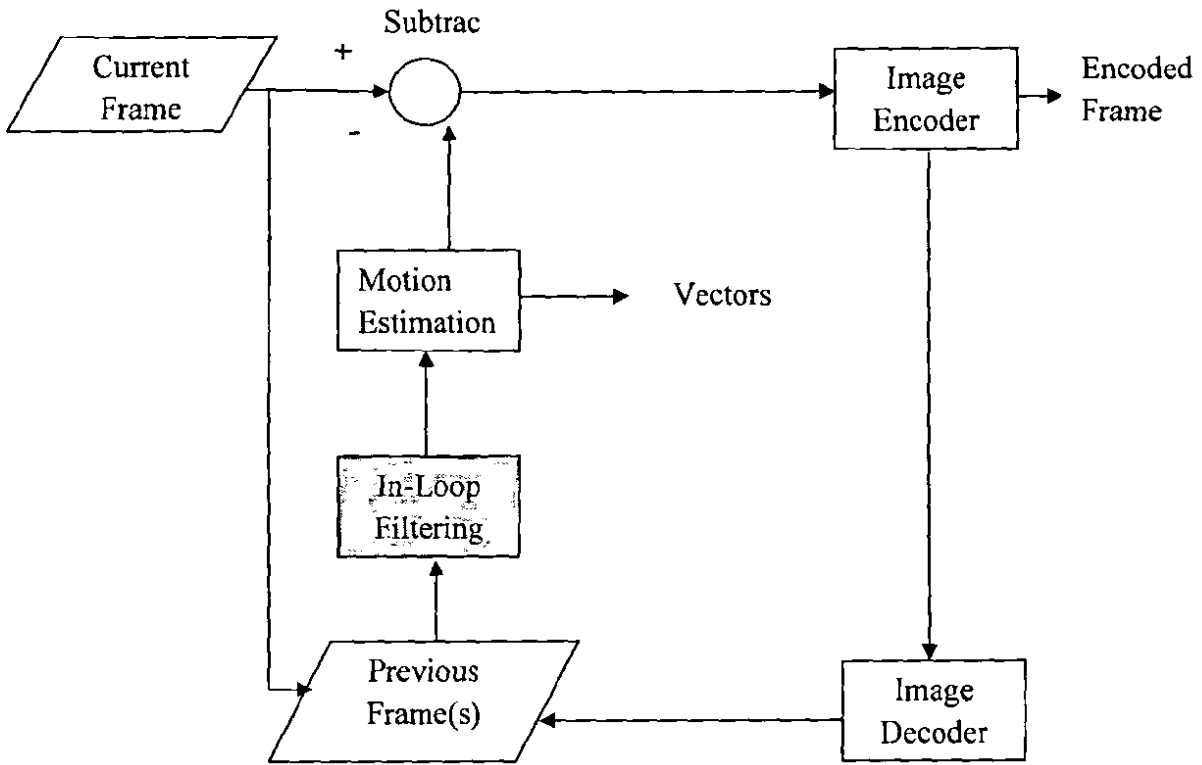 Subtrac
+
Current
Frame
-
Image
Encoder
Encoded
Frame
Motion
Estimation
Vectors
In-Loop
Filtering
Previous
Frame(s)
Image
Decoder